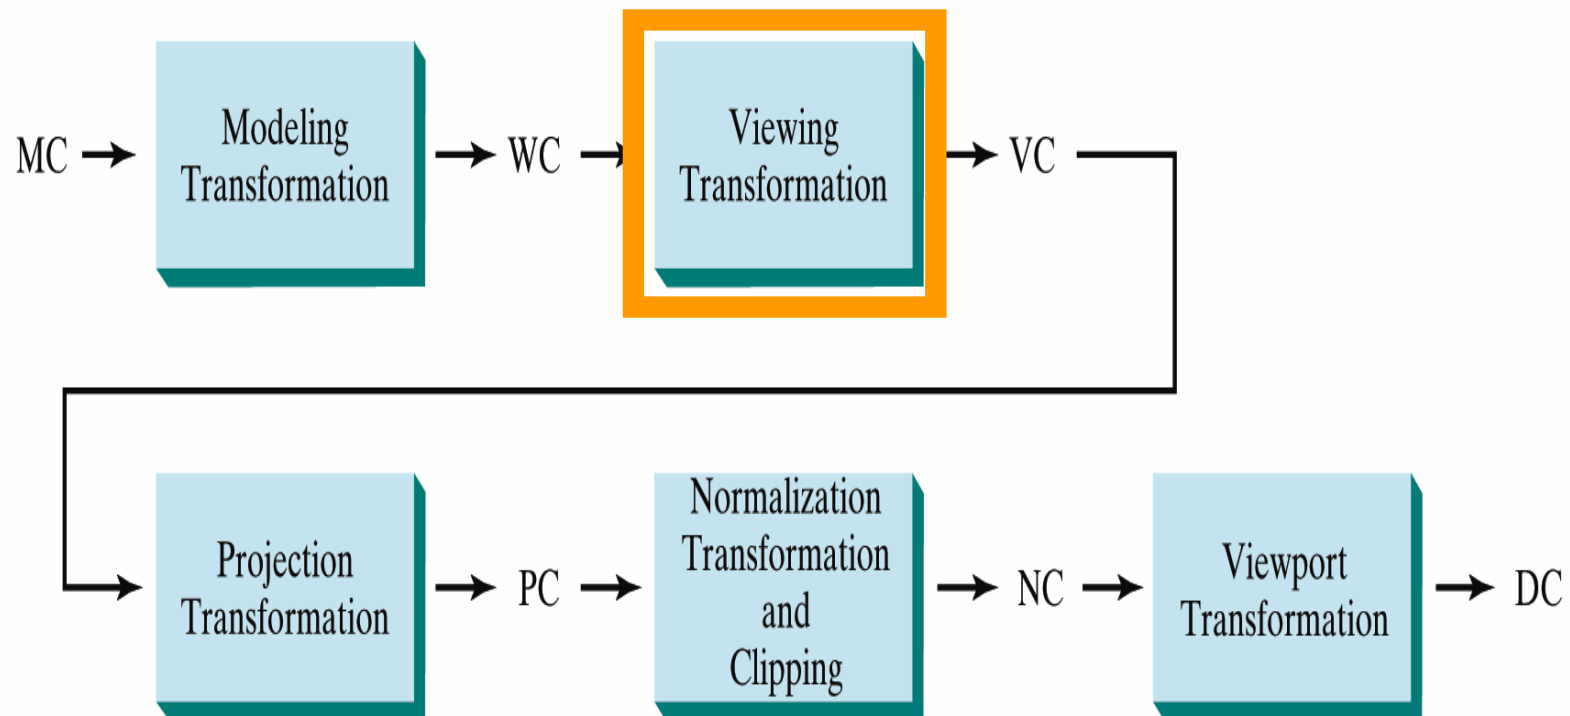 MC
Modeling
Transformation
WC
Viewing
Transformation
VC
Projection
Transformation
PC
Normalization
Transformation
and
Clipping
NC
Viewport
Transformation
DC